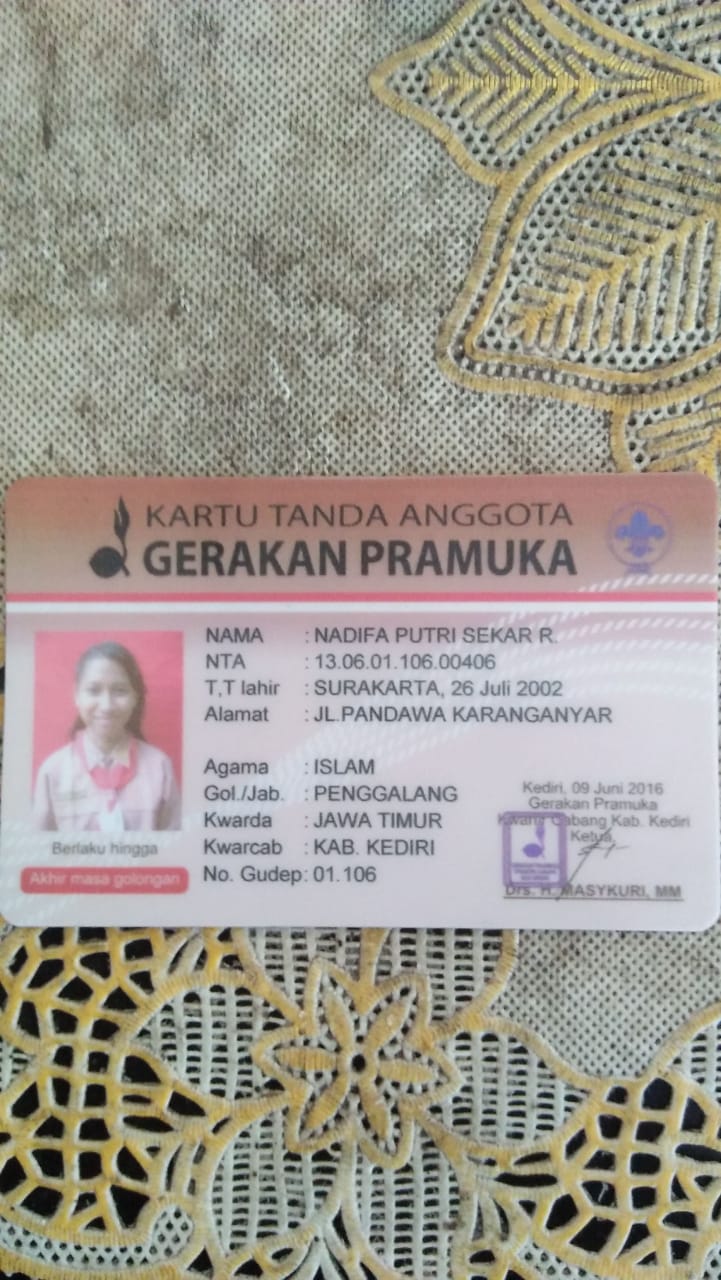 KARTU TANDA ANGGOTA
GERAKAN PRAMUKA
NAMA : NADIFA PUTRI SEKAR R.
NTA : 13.06.01.106.00406
T,T lahir : SURAKARTA, 26 Juli 2002
Alamat : JL.PANDAWA KARANGANYAR
Agama : ISLAM
Gol./Jab. : PENGGALANG
Kwarda : JAWA TIMUR
Kwarcab : KAB. KEDIRI
No. Gudep: 01.106
Berlaku hingga
Akhir masa golongan
Kediri, 09 Juni 2016
Gerakan Pramuka
Kwartir Cabang Kab. Kediri
Ketua,
Drs. H. MASYKURI, MM